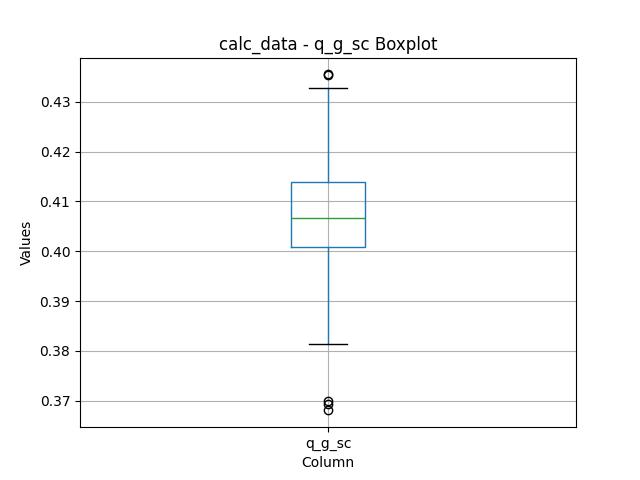 calc_data - q_g_sc Boxplot
0.43
0.42
0.41
0.40
0.39
0.38
0.37
Values
q_g_sc
Column